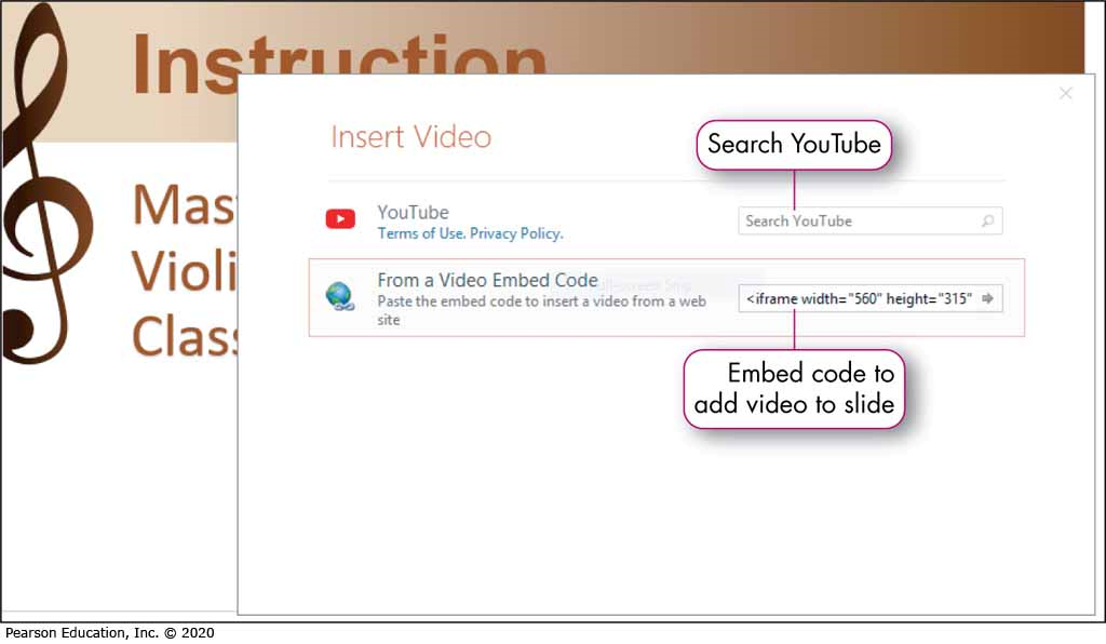 Instruction
Insert Video
Search YouTube
YouTube
Terms of Use. Privacy Policy.
Search YouTube
From a Video Embed Code
Paste the embed code to insert a video from a web
site
<iframe width="560" height="315"
Embed code to
add video to slide
Mas
Violi
Clas
Pearson Education, Inc. © 2020